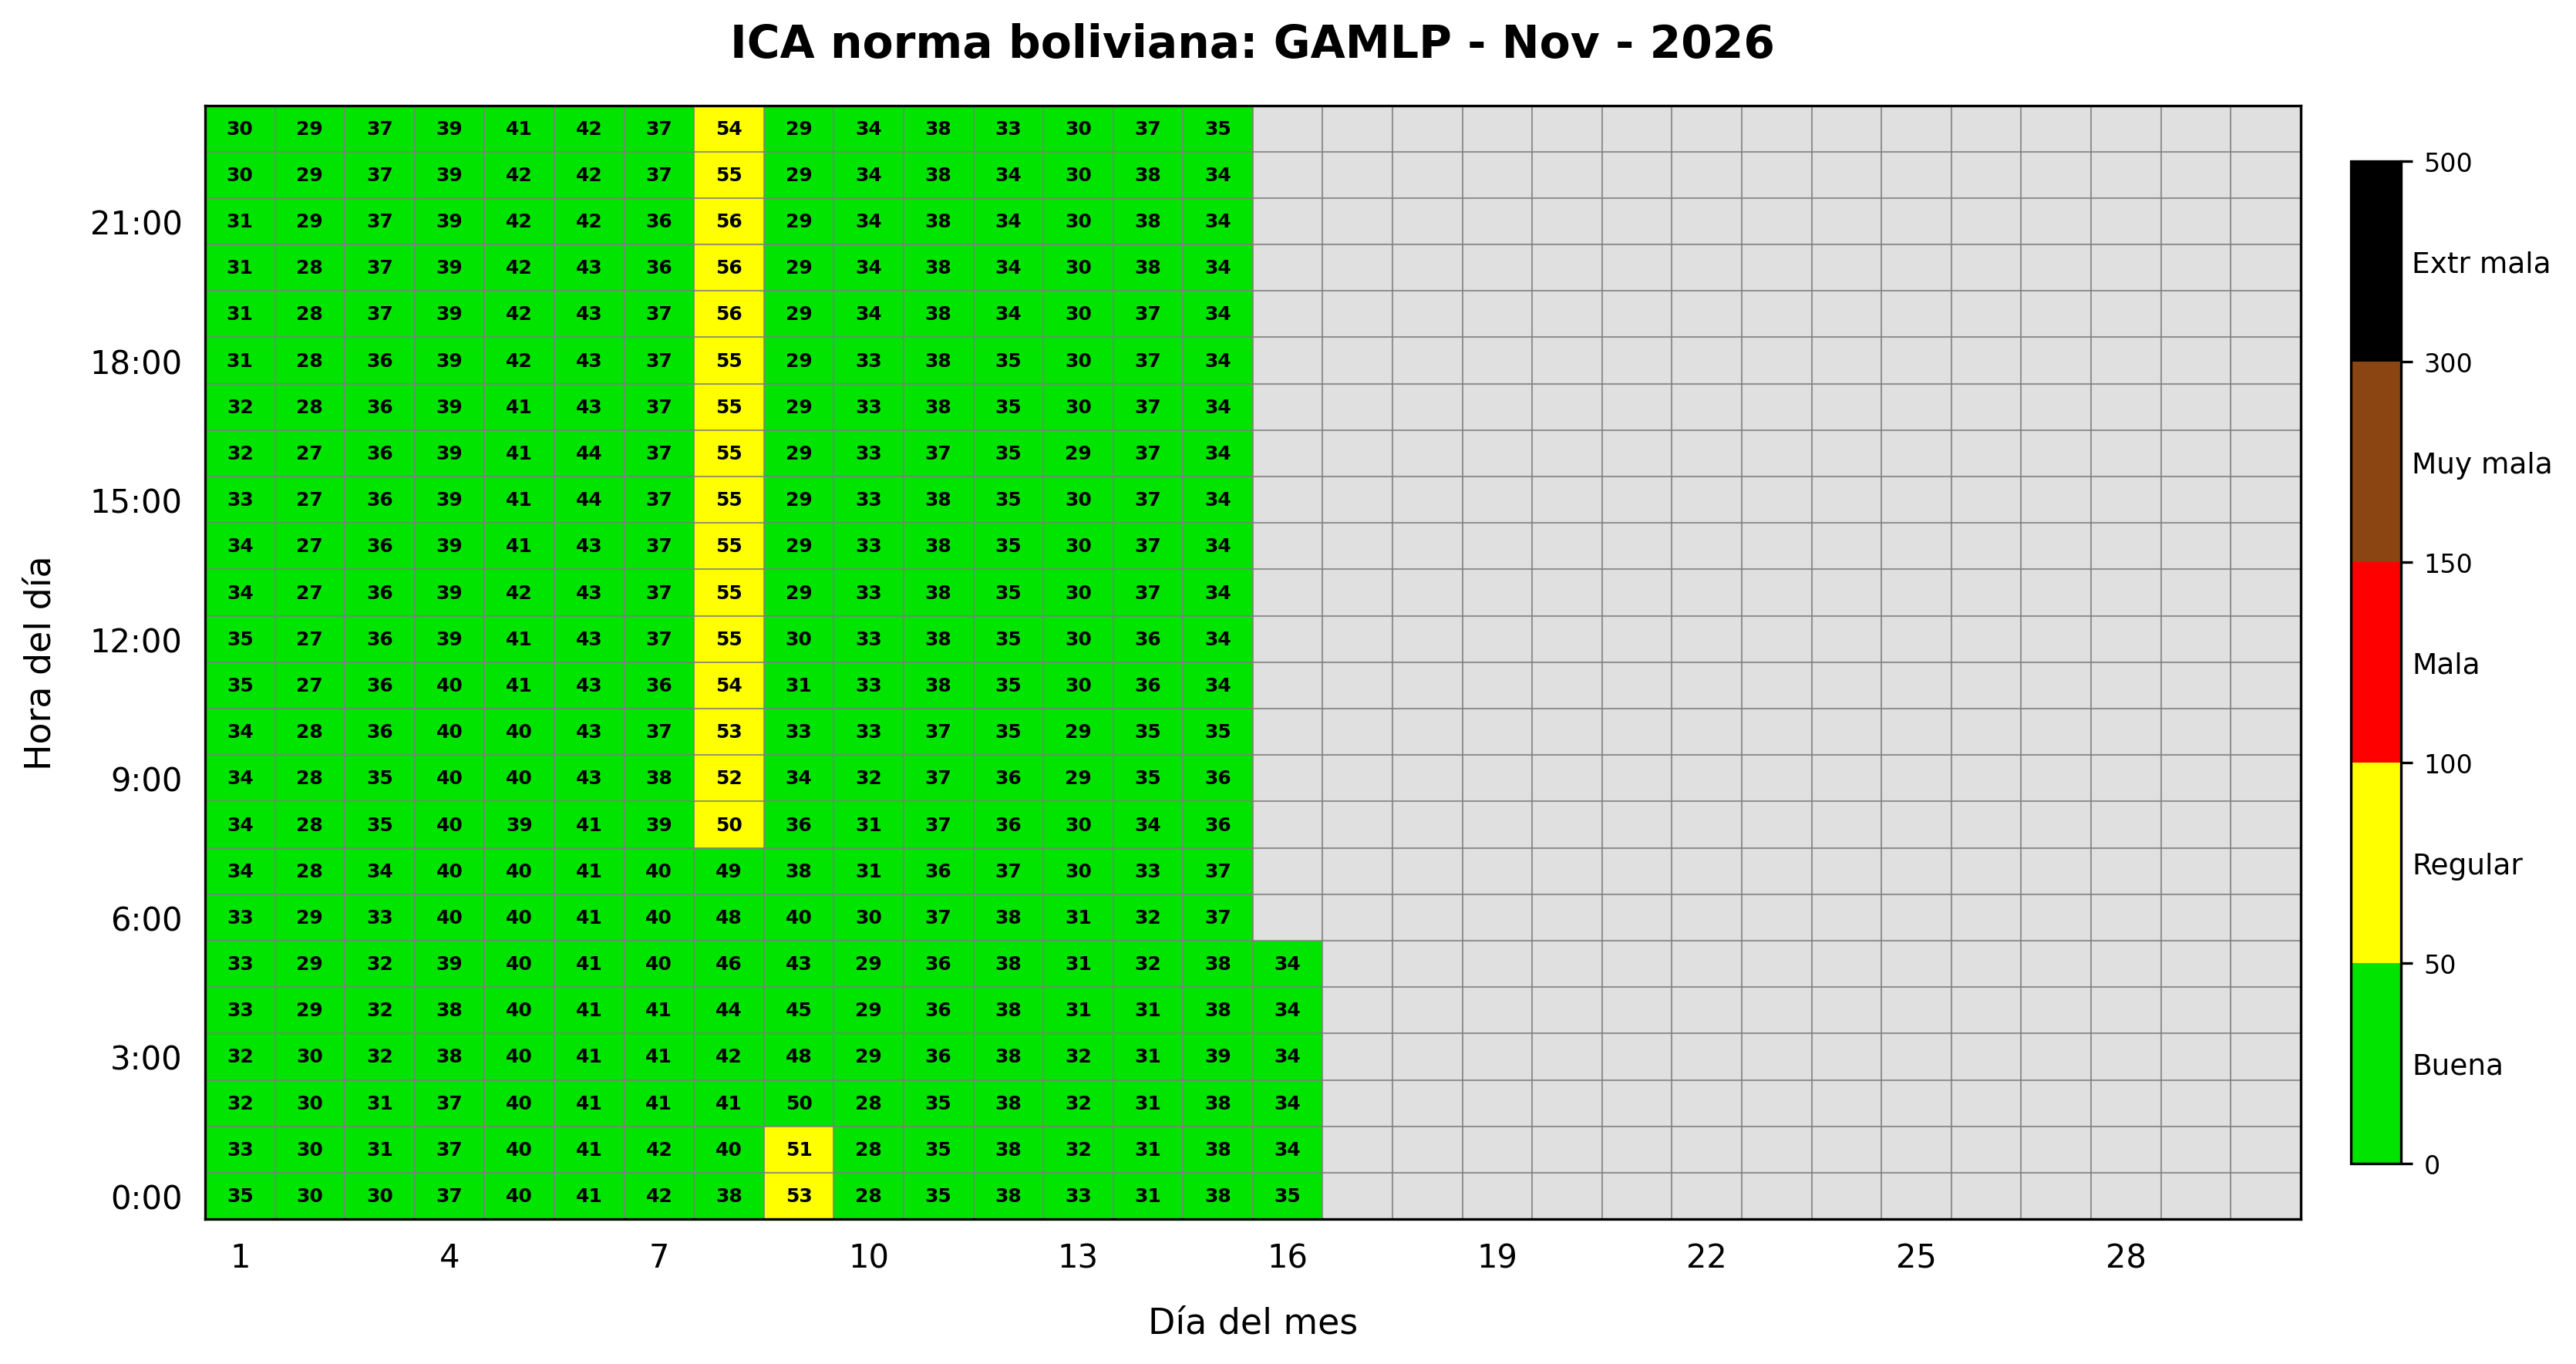 ICA norma boliviana: GAMLP - Nov - 2026
30 29 37 39 41 42 37 54 29 34 38 33 30 37 35
30 29 37 39 42 42 37 55 29 34 38 34 30 38 34
21:00 31 29 37 39 42 42 36 56 29 34 38 34 30 38 34
31 28 37 39 42 43 36 56 29 34 38 34 30 38 34
31 28 37 39 42 43 37 56 29 34 38 34 30 37 34
18:00 31 28 36 39 42 43 37 55 29 33 38 35 30 37 34
32 28 36 39 41 43 37 55 29 33 38 35 30 37 34
32 27 36 39 41 44 37 55 29 33 37 35 29 37 34
15:00 33 27 36 39 41 44 37 55 29 33 38 35 30 37 34
34 27 36 39 41 43 37 55 29 33 38 35 30 37 34
34 27 36 39 42 43 37 55 29 33 38 35 30 37 34
12:00 35 27 36 39 41 43 37 55 30 33 38 35 30 36 34
35 27 36 40 41 43 36 54 31 33 38 35 30 36 34
34 28 36 40 40 43 37 53 33 33 37 35 29 35 35
9:00 34 28 35 40 40 43 38 52 34 32 37 36 29 35 36
34 28 35 40 39 41 39 50 36 31 37 36 30 34 36
34 28 34 40 40 41 40 49 38 31 36 37 30 33 37
6:00 33 29 33 40 40 41 40 48 40 30 37 38 31 32 37
33 29 32 39 40 41 40 46 43 29 36 38 31 32 38 34
33 29 32 38 40 41 41 44 45 29 36 38 31 31 38 34
3:00 32 30 32 38 40 41 41 42 48 29 36 38 32 31 39 34
32 30 31 37 40 41 41 41 50 28 35 38 32 31 38 34
33 30 31 37 40 41 42 40 51 28 35 38 32 31 38 34
0:00 35 30 30 37 40 41 42 38 53 28 35 38 33 31 38 35
1 4 7 10 13 16 19 22 25 28
Día del mes
Hora del día
500
Extr mala
300
Muy mala
150
Mala
100
Regular
50
Buena
0